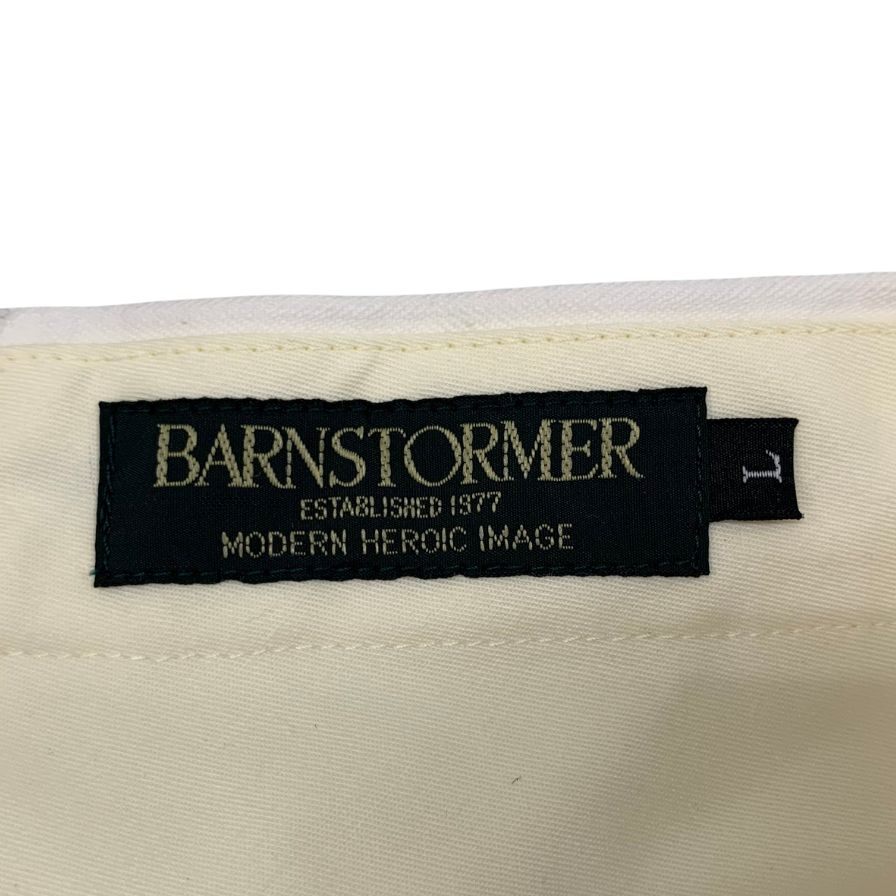 BARNSTORMER
ESTABLISHED 1977
MODERN HEROIC IMAGE
L